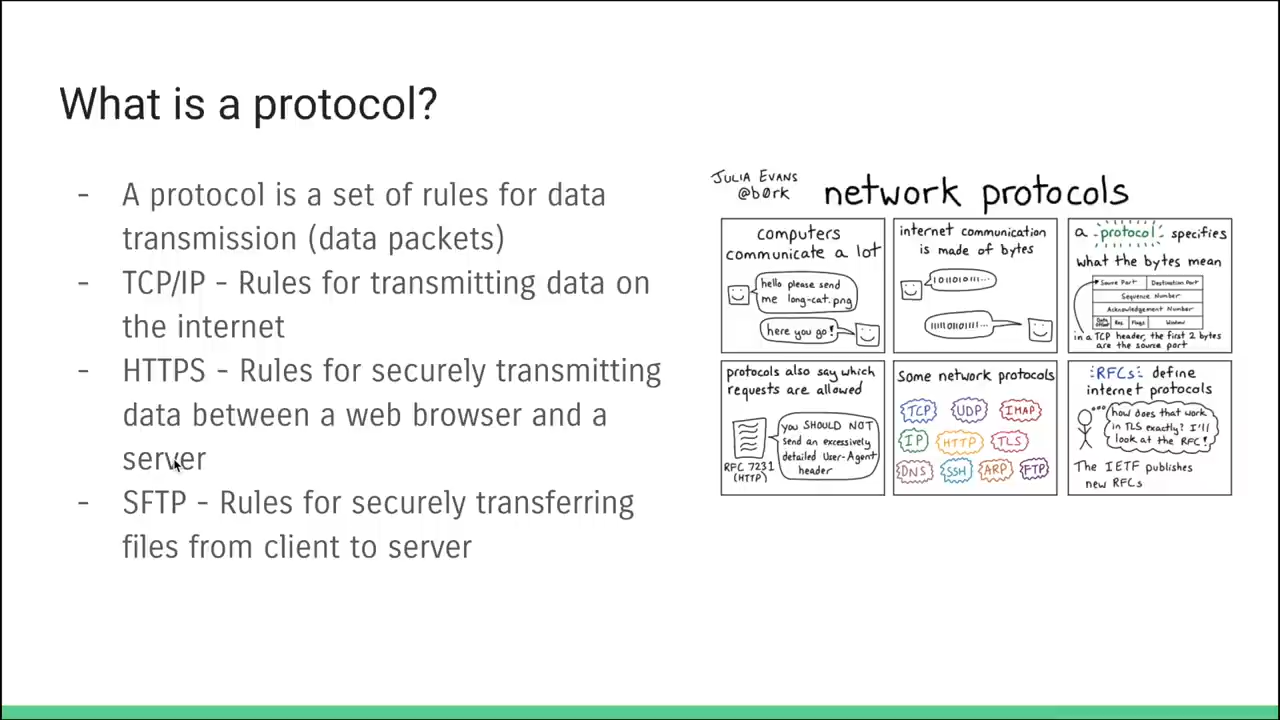 What is a protocol?
- A protocol is a set of rules for data
transmission (data packets)
- TCP/IP - Rules for transmitting data on
the internet
- HTTPS - Rules for securely transmitting
data between a web browser and a
server
- SFTP - Rules for securely transferring
files from client to server
JULIA EVANS
@b0rk
network protocols
computers
communicate a lot
hello please send
me long-cat.png
here you go!
internet communication
is made of bytes
a protocol specifies
what the bytes mean
Source Port Destination Port
Sequence Number
Acknowledgement Number
Data
Offset Res. Flags Window
in a TCP header, the first 2 bytes
are the source port
protocols also say which
requests are allowed
RFC 7231
(HTTP)
you SHOULD NOT
send an excessively
detailed User-Agent
header
Some network protocols
TCP UDP IMAP
IP HTTP TLS
DNS SSH ARP FTP
RFCs define
internet protocols
how does that work
in TLS exactly? I'll
look at the RFC!
The IETF publishes
new RFCs